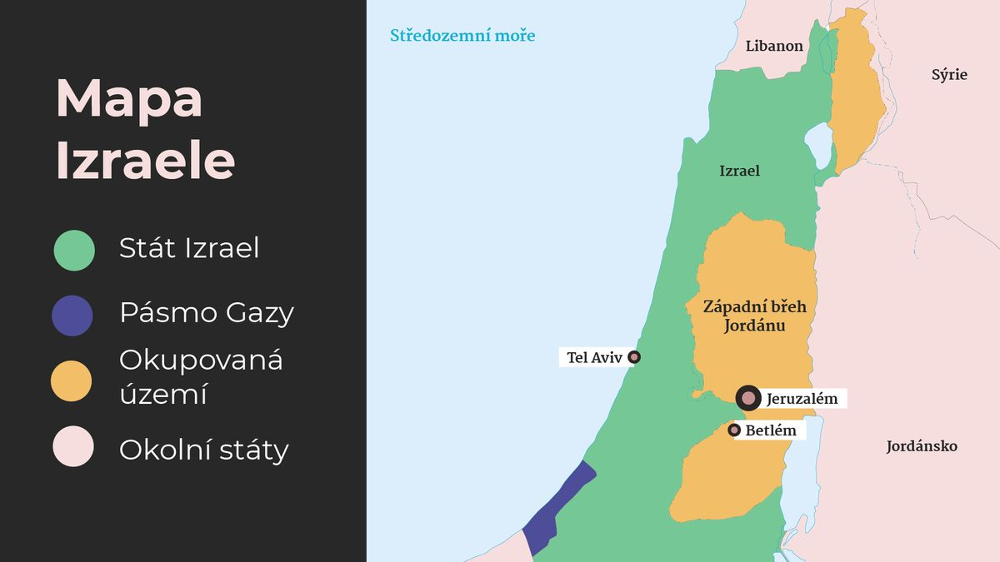 Mapa
Izraele
Stát Izrael
Pásmo Gazy
Okupovaná
území
Okolní státy
Středozemní moře
Libanon
Sýrie
Izrael
Západní břeh
Jordánu
Tel Aviv
Jeruzalém
Betlém
Jordánsko